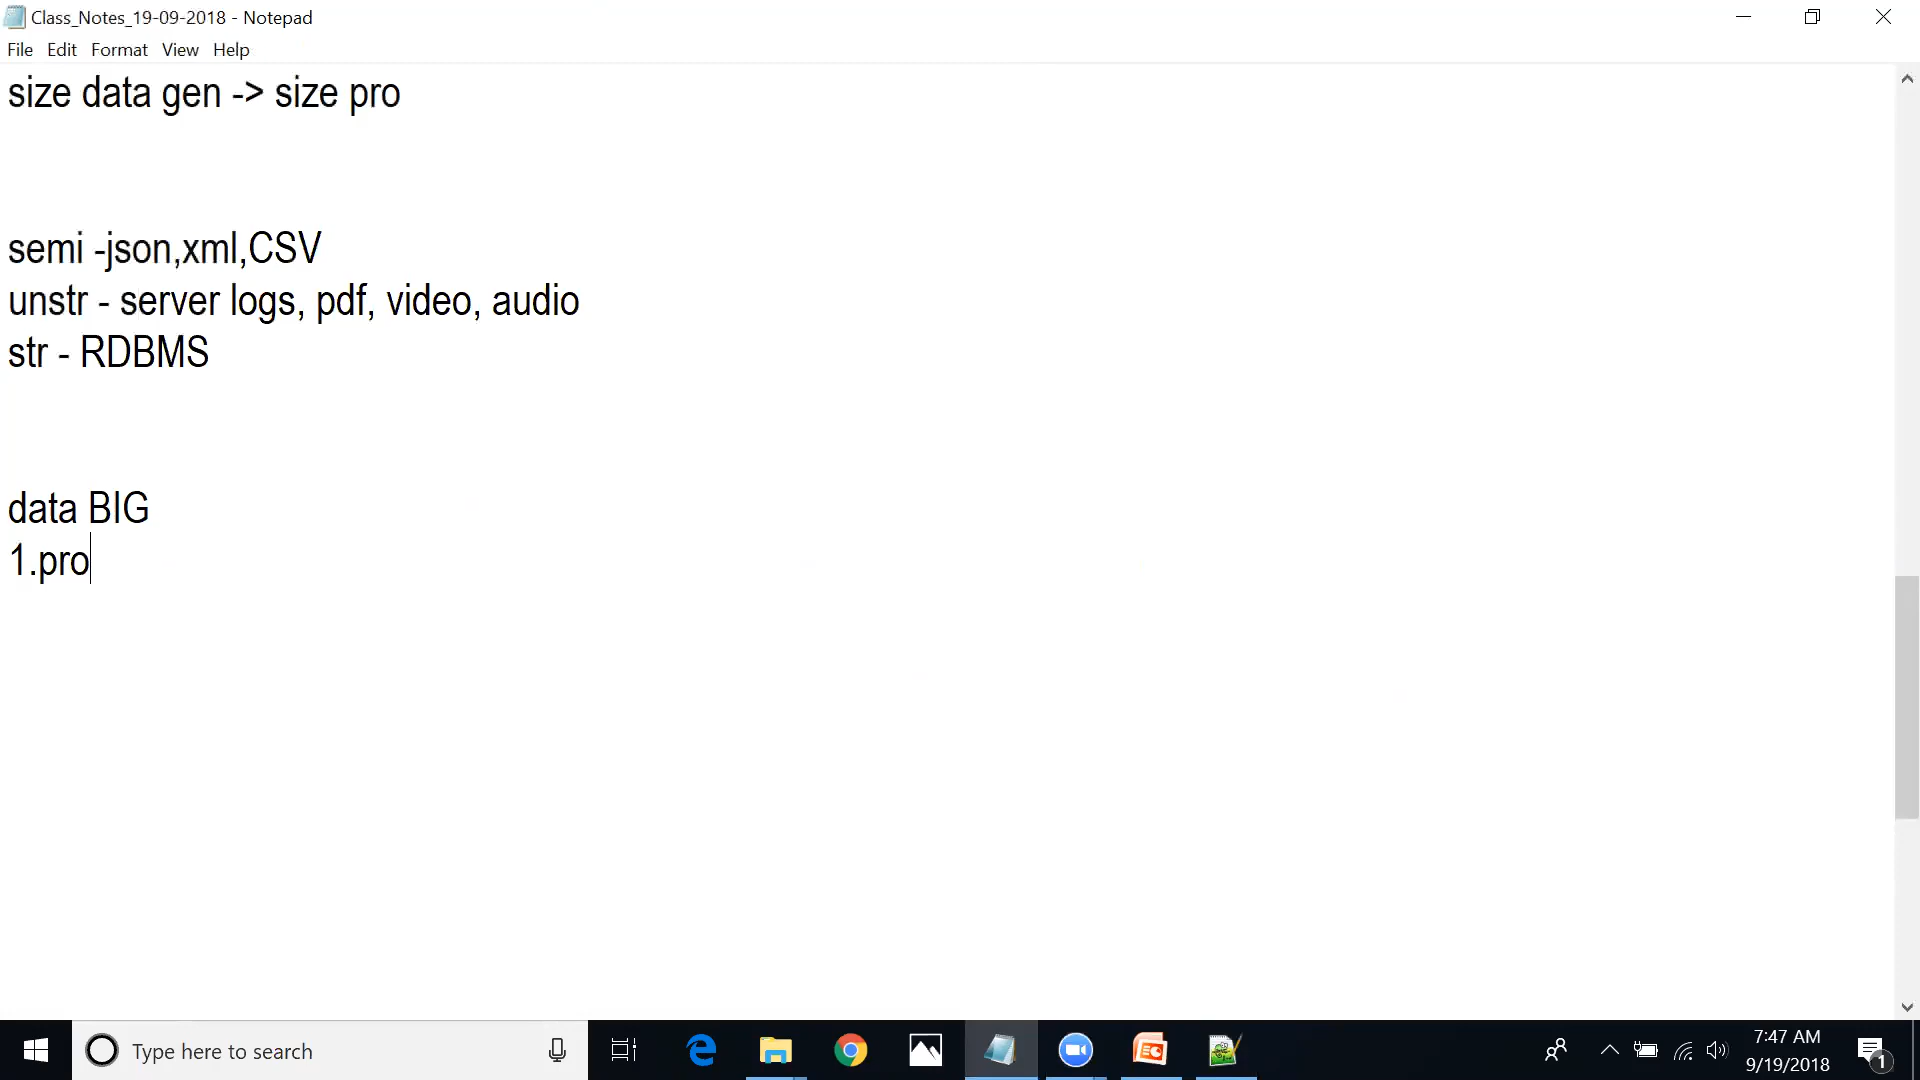 Class_Notes_19-09-2018 - Notepad
File Edit Format View Help
size data gen -> size pro
semi -json,xml,CSV
unstr - server logs, pdf, video, audio
str - RDBMS
data BIG
1.pro
Type here to search
7:47 AM
9/19/2018
1